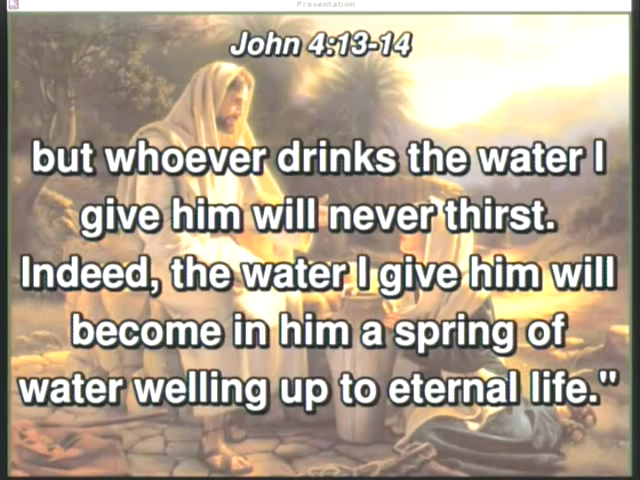 Presentation
John 4:13-14
but whoever drinks the water I
give him will never thirst.
Indeed, the water I give him will
become in him a spring of
water welling up to eternal life."